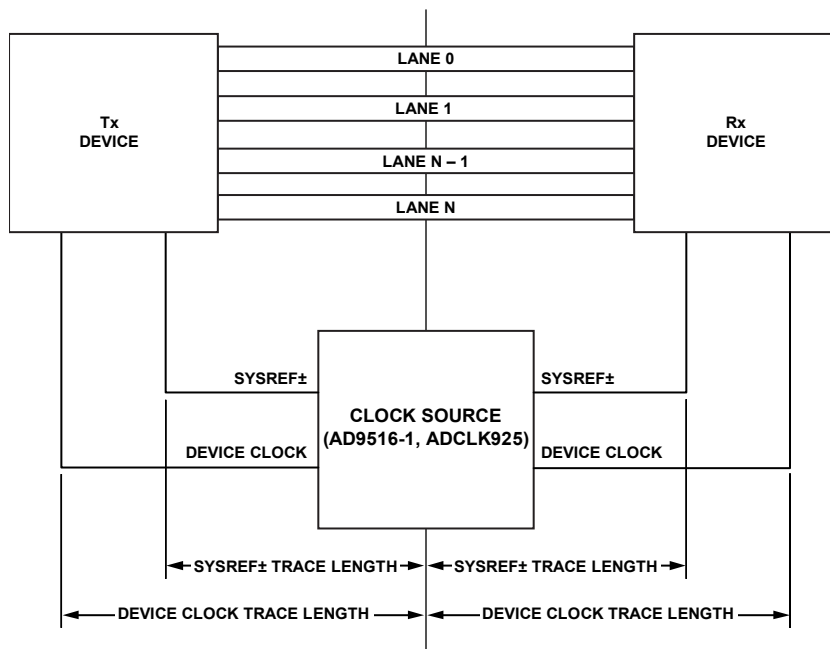 LANE 0
LANE 1
LANE N – 1
LANE N
Tx
DEVICE
Rx
DEVICE
SYSREF±
SYSREF±
CLOCK SOURCE
(AD9516-1, ADCLK925)
DEVICE CLOCK
DEVICE CLOCK
SYSREF± TRACE LENGTH
SYSREF± TRACE LENGTH
DEVICE CLOCK TRACE LENGTH
DEVICE CLOCK TRACE LENGTH